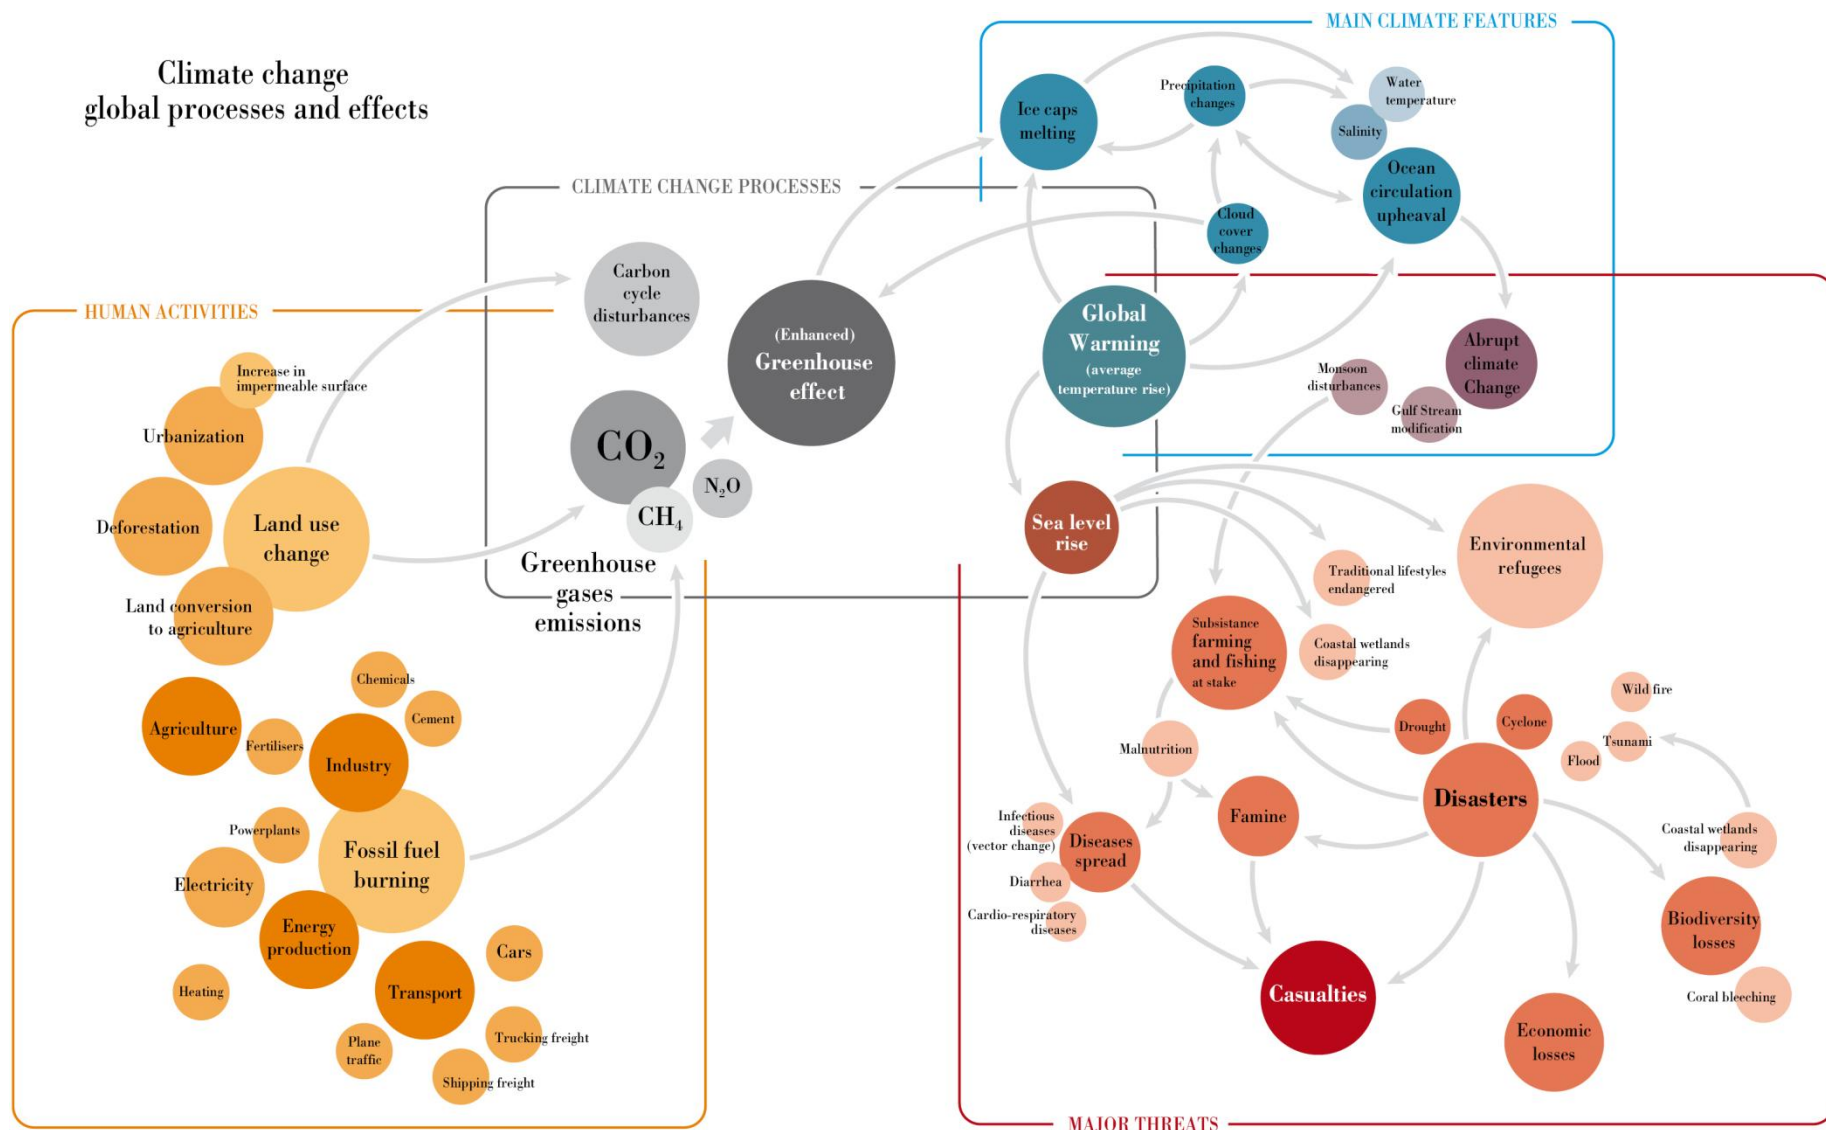 Climate change
global processes and effects
MAIN CLIMATE FEATURES
Ice caps
melting
Precipitation
changes
Water
temperature
Salinity
Ocean
circulation
upheaval
Cloud
cover
changes
CLIMATE CHANGE PROCESSES
Carbon
cycle
disturbances
(Enhanced)
Greenhouse
effect
Global
Warming
(average
temperature rise)
Abrupt
climate
Change
Monsoon
disturbances
Gulf Stream
modification
CO₂
CH₄
N₂O
Greenhouse
gases
emissions
HUMAN ACTIVITIES
Increase in
impermeable surface
Urbanization
Deforestation
Land use
change
Land conversion
to agriculture
Chemicals
Cement
Agriculture
Fertilisers
Industry
Powerplants
Fossil fuel
burning
Electricity
Energy
production
Heating
Transport
Cars
Trucking freight
Plane
traffic
Shipping freight
Sea level
rise
Environmental
refugees
Traditional lifestyles
endangered
Subsistance
farming
and fishing
at stake
Coastal wetlands
disappearing
Wild fire
Drought
Cyclone
Tsunami
Flood
Malnutrition
Disasters
Infectious
diseases
(vector change)
Diseases
spread
Famine
Coastal wetlands
disappearing
Diarrhea
Cardio-respiratory
diseases
Biodiversity
losses
Coral bleeching
Casualties
Economic
losses
MAJOR THREATS